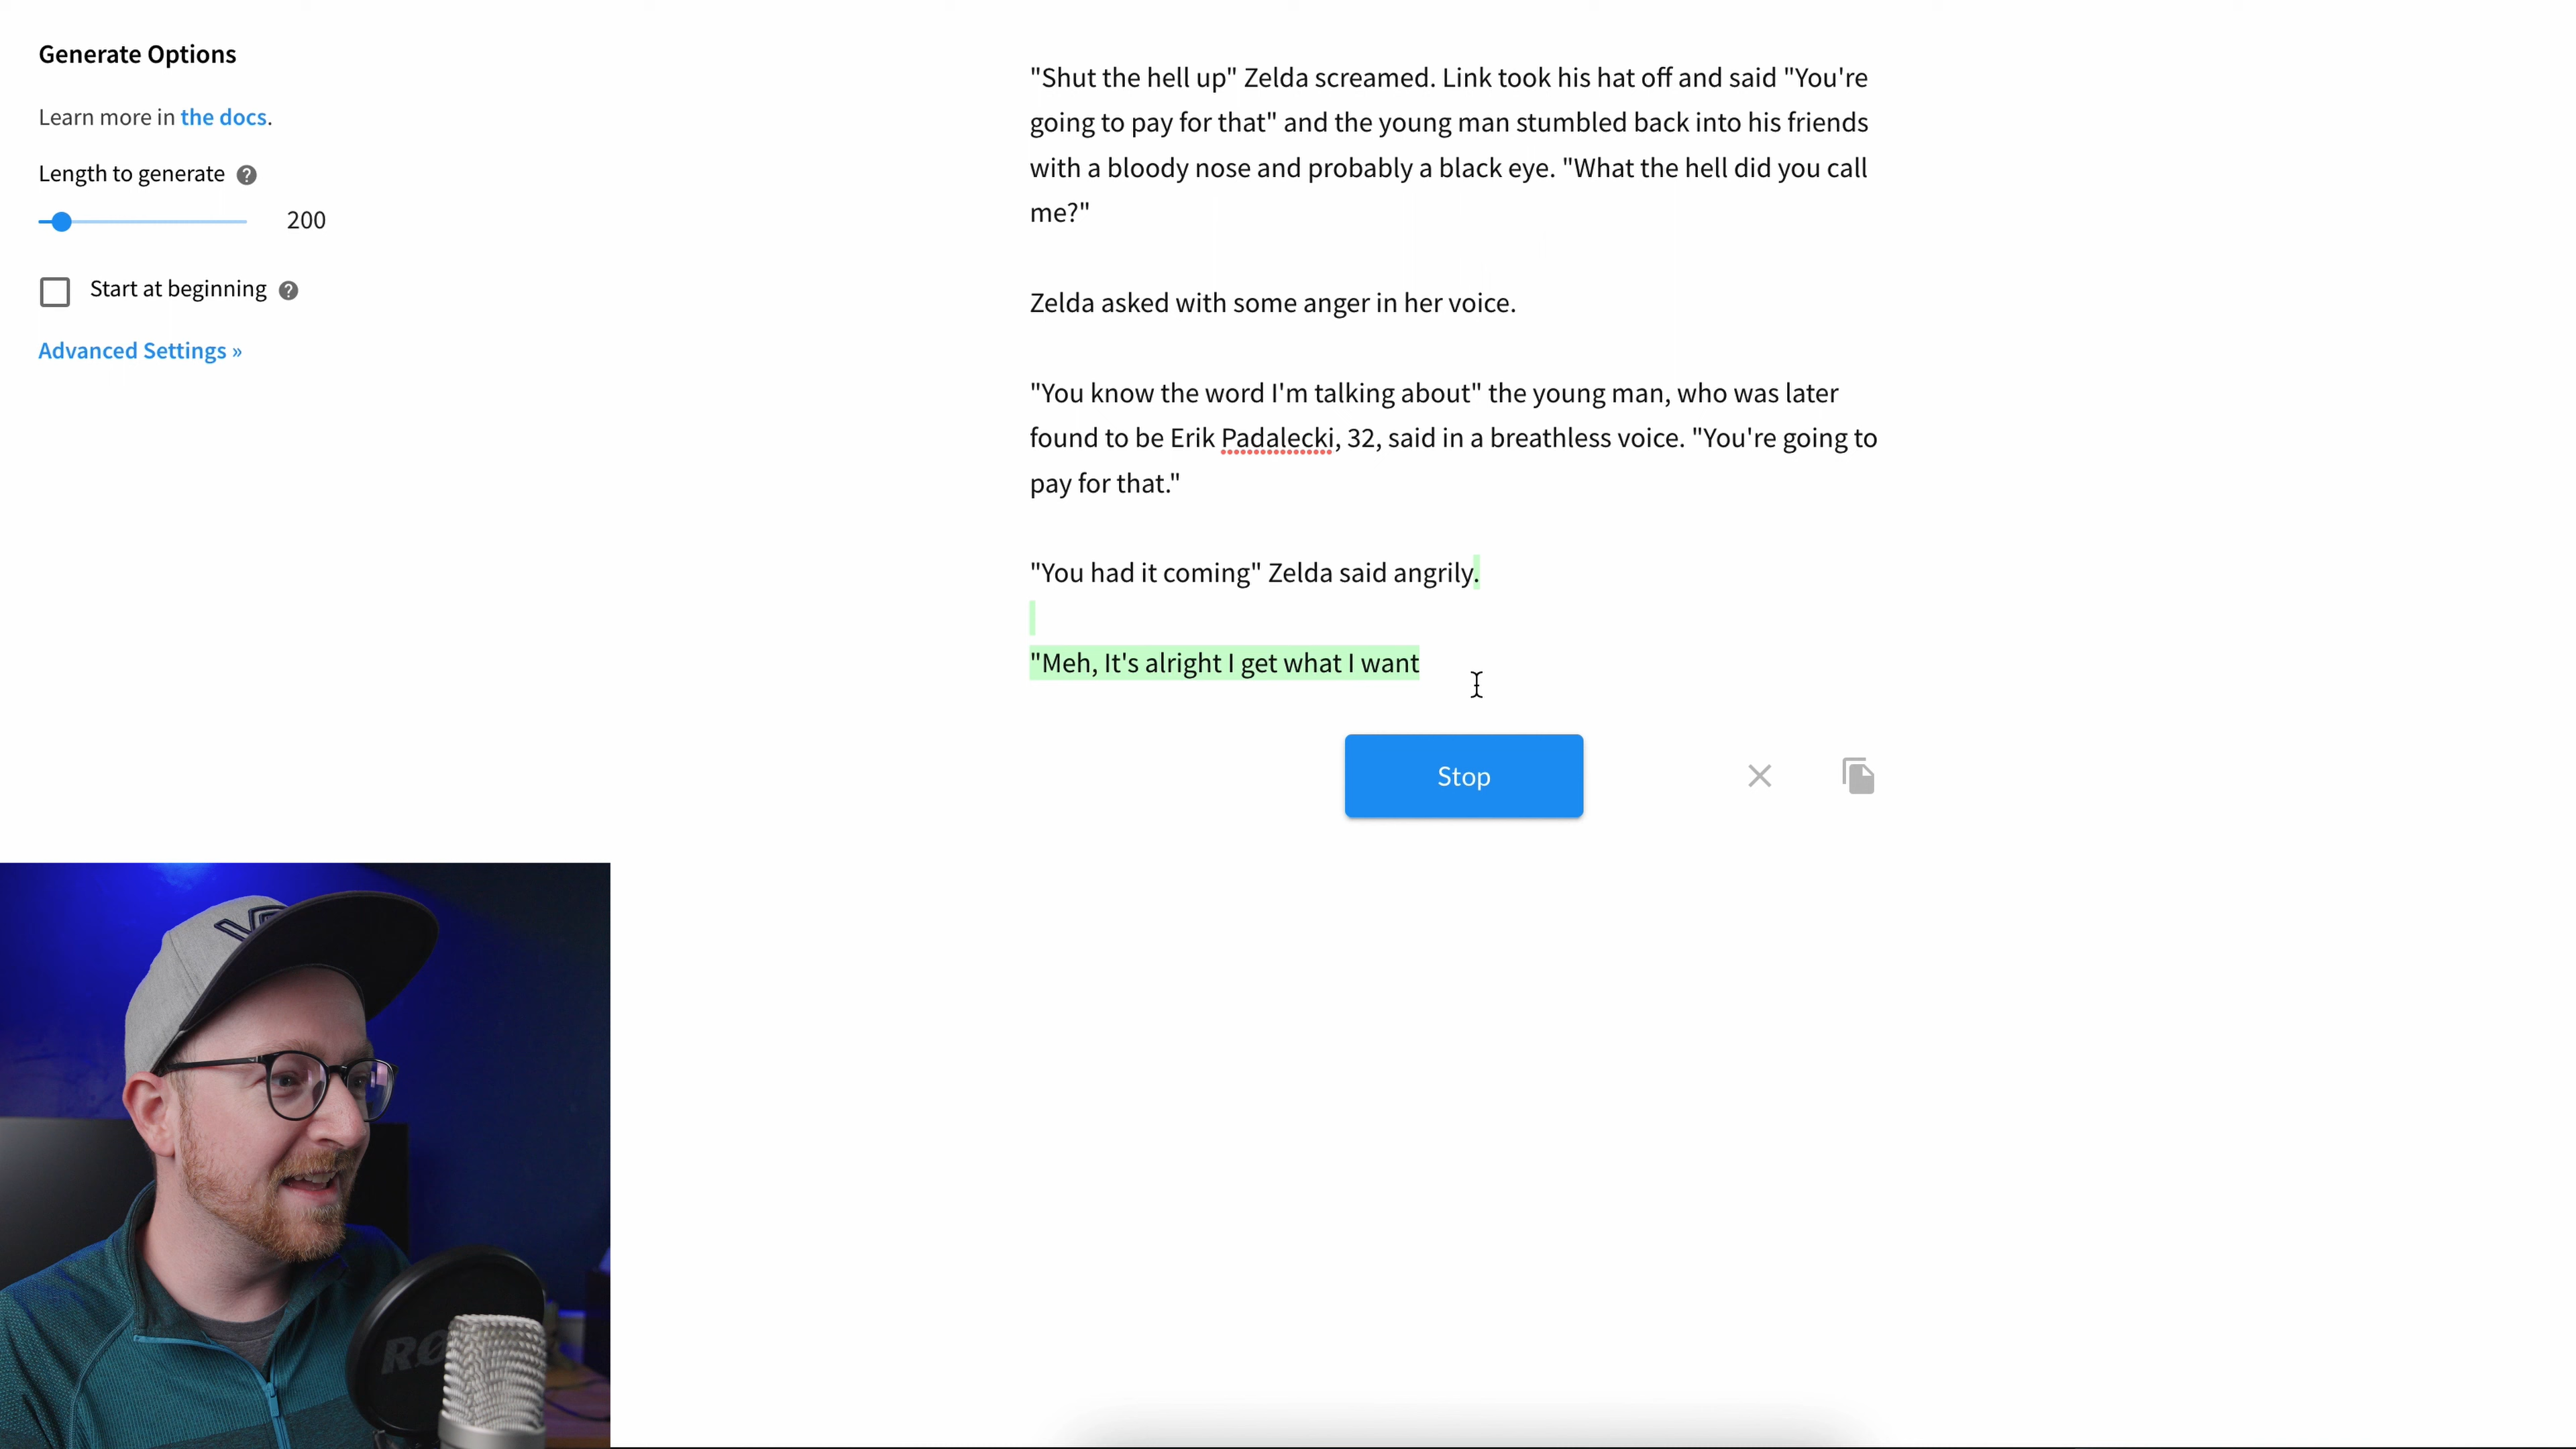 Generate Options
Learn more in the docs.
Length to generate ?
200
Start at beginning ?
Advanced Settings »
"Shut the hell up" Zelda screamed. Link took his hat off and said "You're
going to pay for that" and the young man stumbled back into his friends
with a bloody nose and probably a black eye. "What the hell did you call
me?"
Zelda asked with some anger in her voice.
"You know the word I'm talking about" the young man, who was later
found to be Erik Padalecki, 32, said in a breathless voice. "You're going to
pay for that."
"You had it coming" Zelda said angrily.
"Meh, It's alright I get what I want
Stop